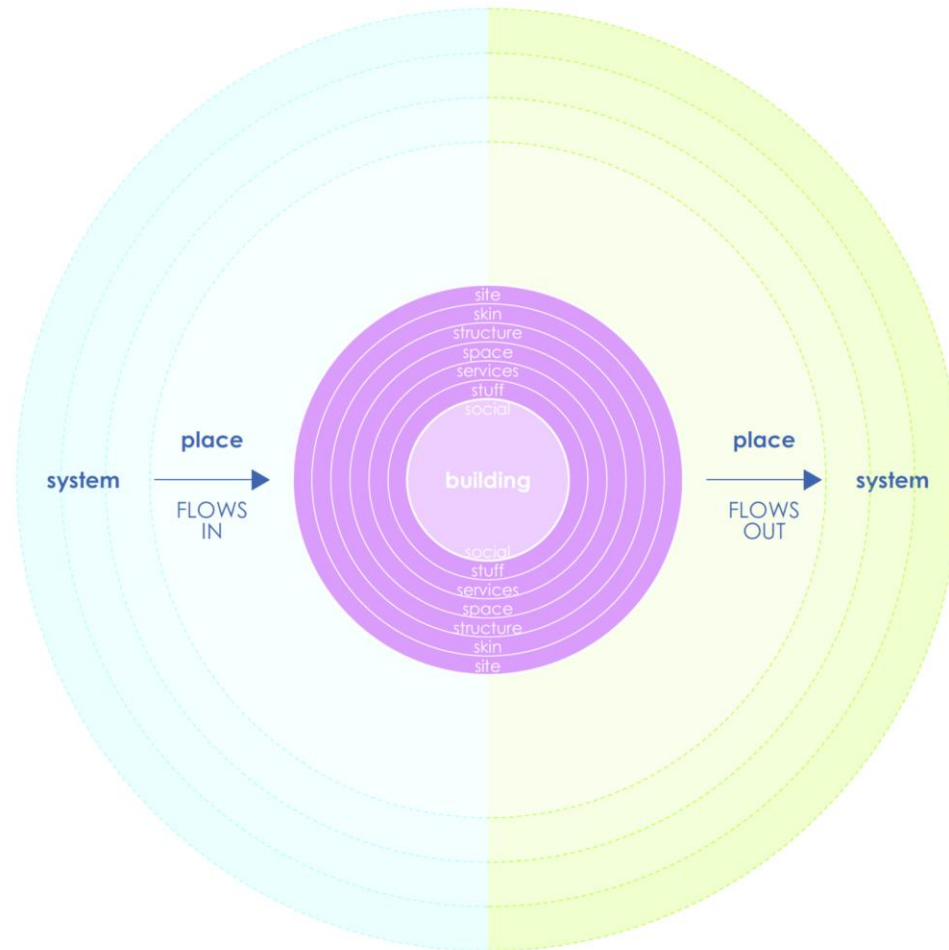 site
skin
structure
space
services
stuff
social
place
system
FLOWS
IN
building
place
system
FLOWS
OUT
social
stuff
services
space
structure
skin
site